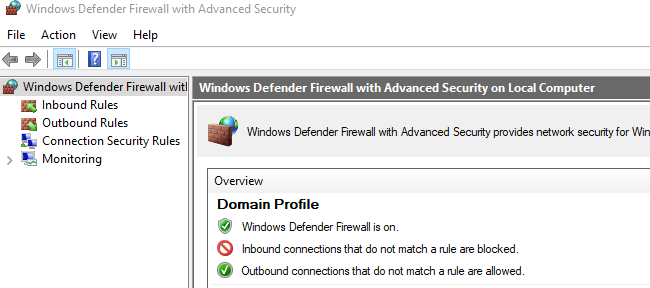 Windows Defender Firewall with Advanced Security
File Action View Help
Windows Defender Firewall with
Inbound Rules
Outbound Rules
Connection Security Rules
Monitoring
Windows Defender Firewall with Advanced Security on Local Computer
Windows Defender Firewall with Advanced Security provides network security for Win
Overview
Domain Profile
Windows Defender Firewall is on.
Inbound connections that do not match a rule are blocked.
Outbound connections that do not match a rule are allowed.